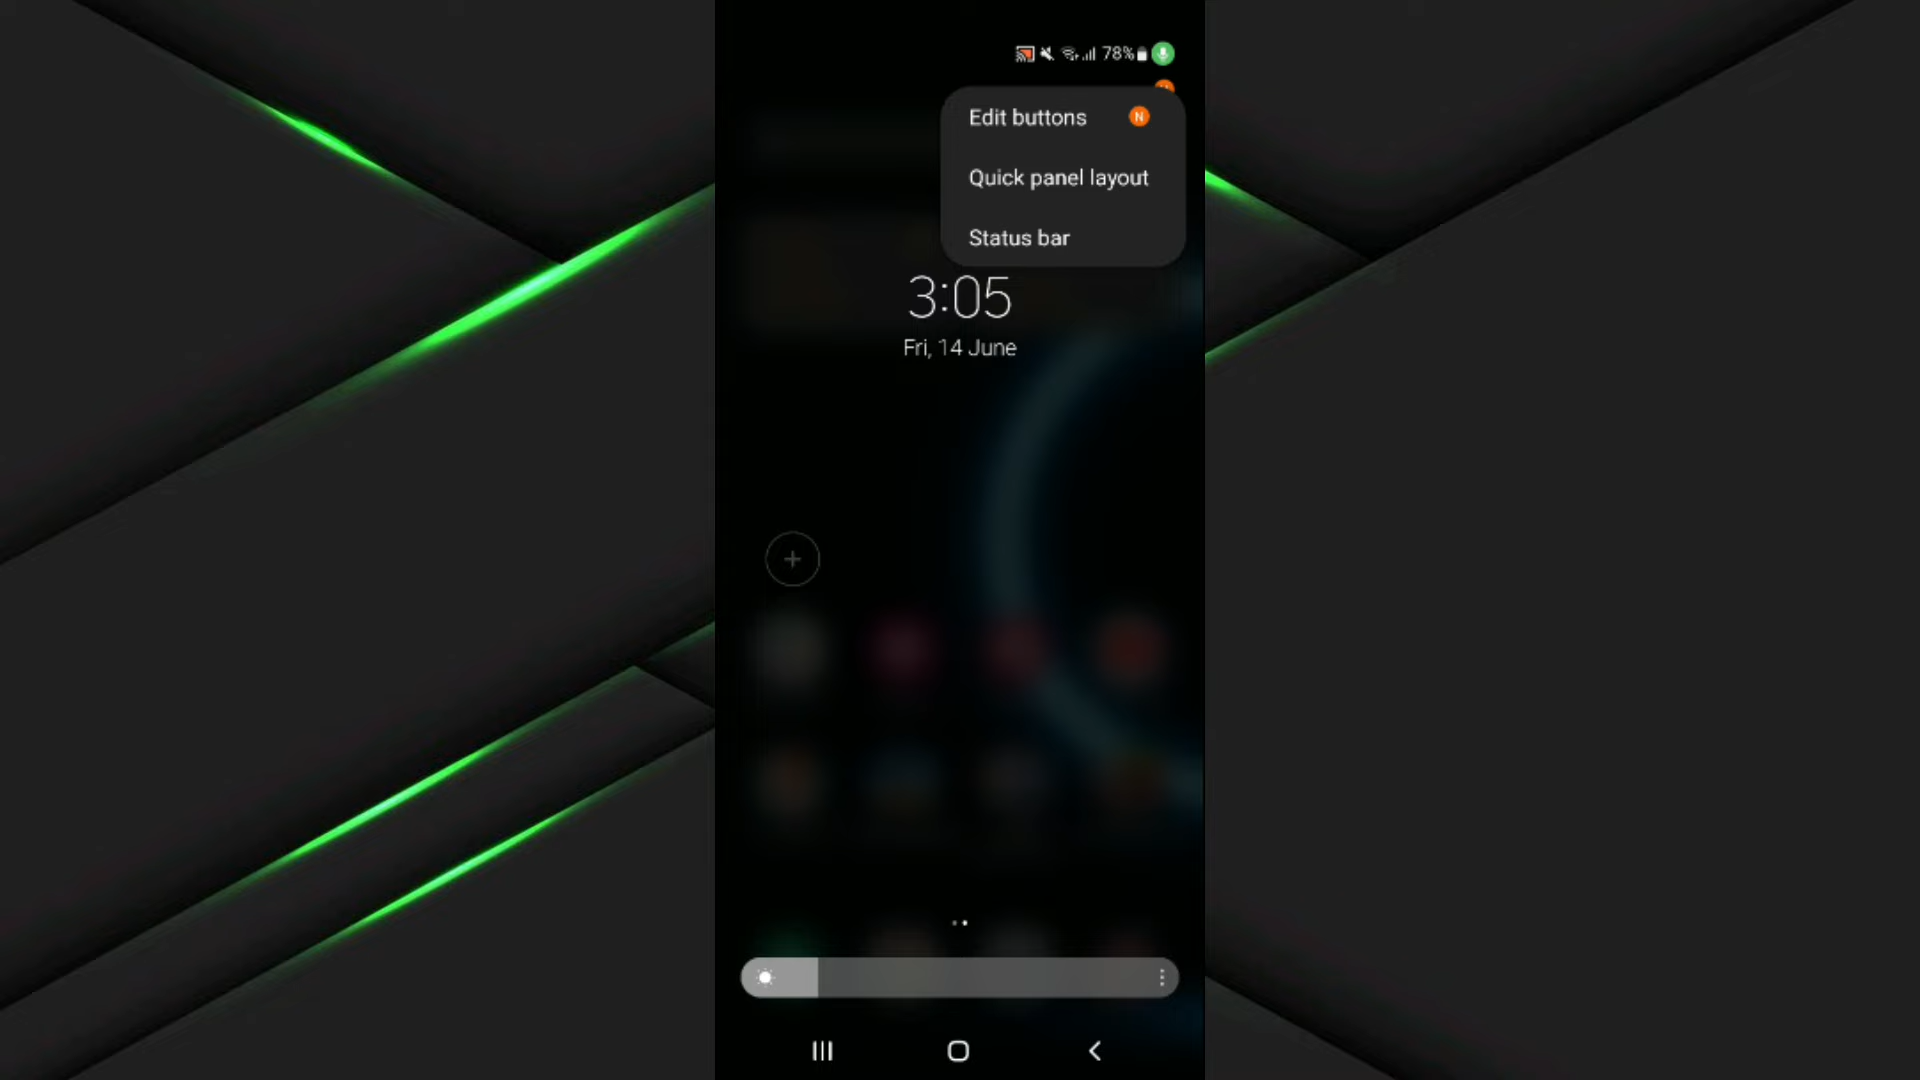 78%
Edit buttons N
Quick panel layout
Status bar
3:05
Fri, 14 June